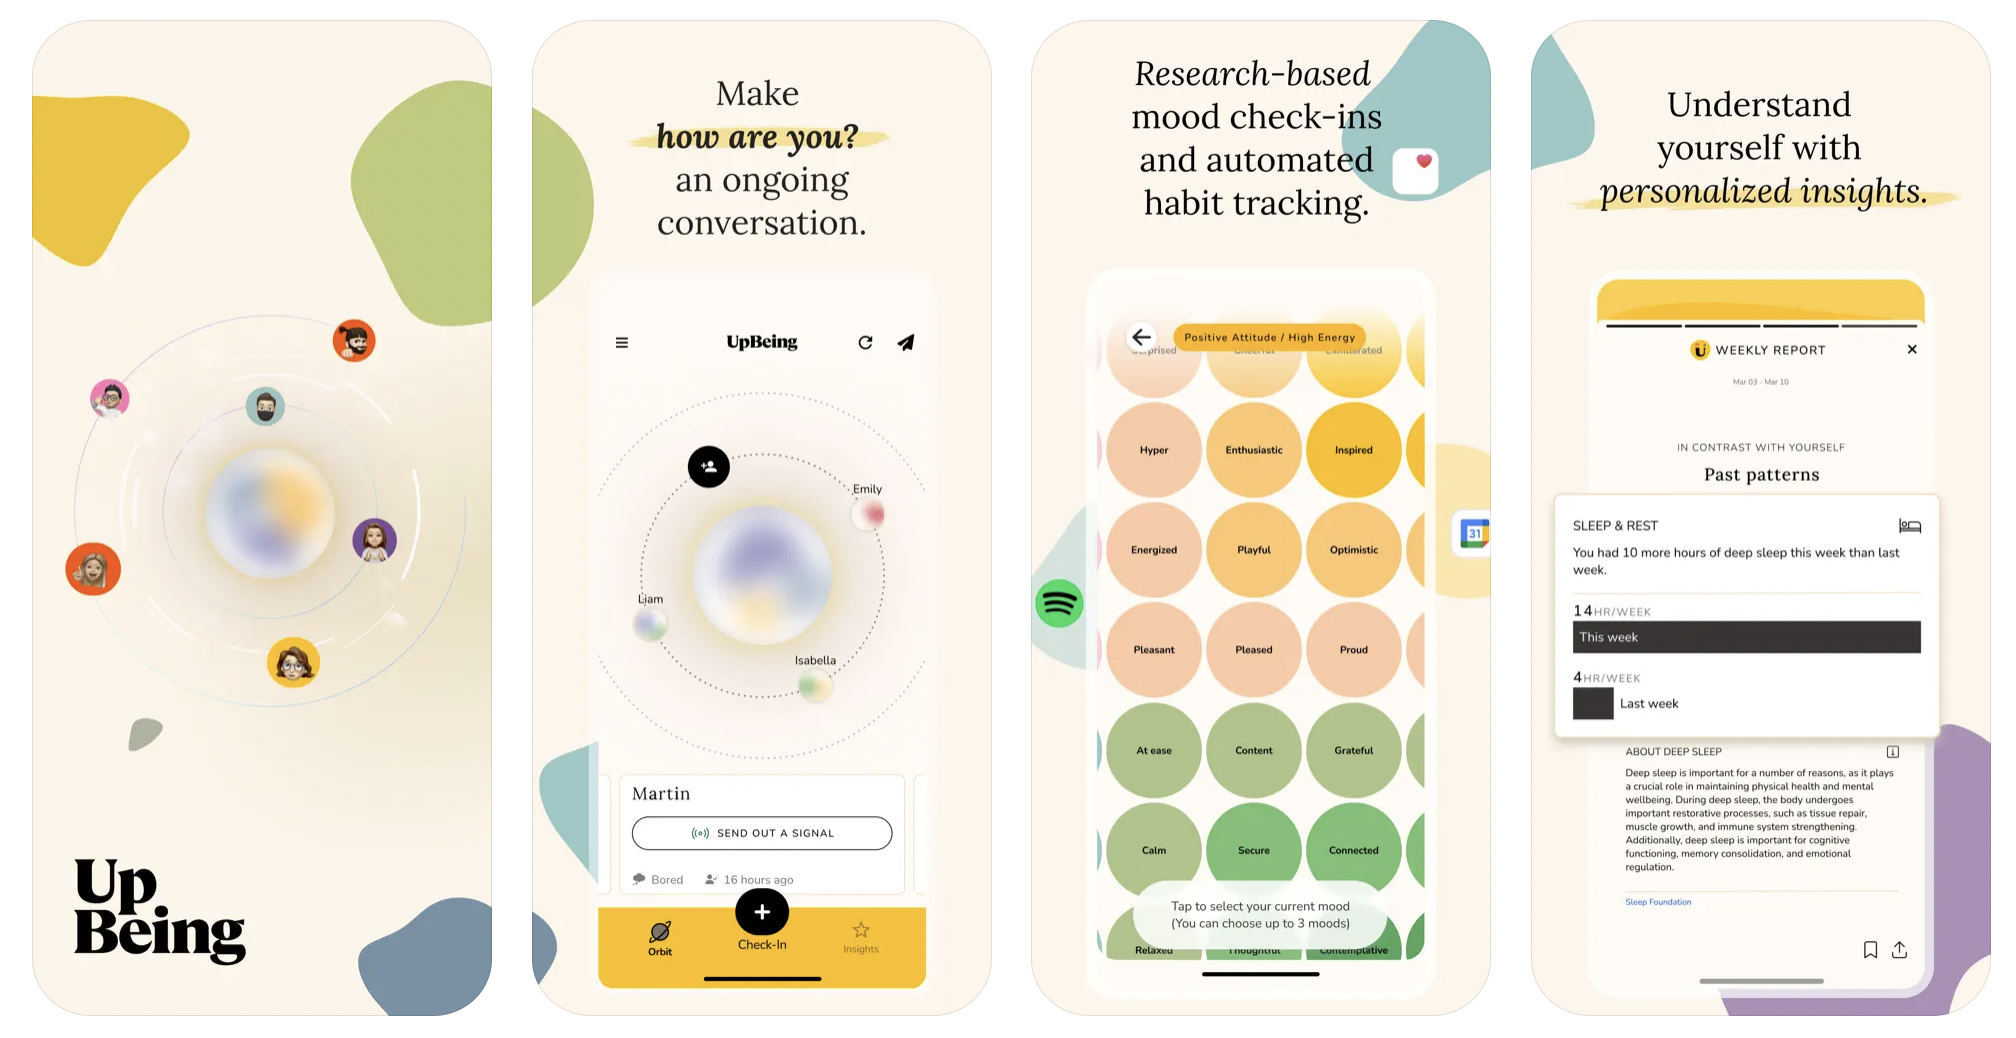 Up
Being
Make
how are you?
an ongoing
conversation.
UpBeing
Emily
Liam
Isabella
Martin
SEND OUT A SIGNAL
Bored 16 hours ago
Orbit
Check-In
Insights
Research-based
mood check-ins
and automated
habit tracking.
Positive Attitude / High Energy
Surprised Cheerful Exhilarated
Hyper Enthusiastic Inspired
Energized Playful Optimistic
Pleasant Pleased Proud
At ease Content Grateful
Calm Secure Connected
Tap to select your current mood
(You can choose up to 3 moods)
Relaxed Thoughtful Contemplative
31
Understand
yourself with
personalized insights.
WEEKLY REPORT
Mar 03 - Mar 10
IN CONTRAST WITH YOURSELF
Past patterns
SLEEP & REST
You had 10 more hours of deep sleep this week than last
week.
14HR/WEEK
This week
4HR/WEEK
Last week
ABOUT DEEP SLEEP
Deep sleep is important for a number of reasons, as it plays
a crucial role in maintaining physical health and mental
wellbeing. During deep sleep, the body undergoes
important restorative processes, such as tissue repair,
muscle growth, and immune system strengthening.
Additionally, deep sleep is important for cognitive
functioning, memory consolidation, and emotional
regulation.
Sleep Foundation